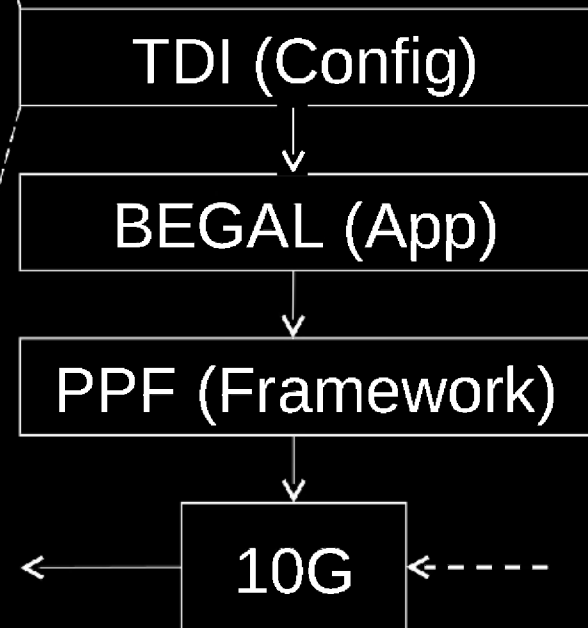 TDI (Config)
BEGAL (App)
PPF (Framework)
10G